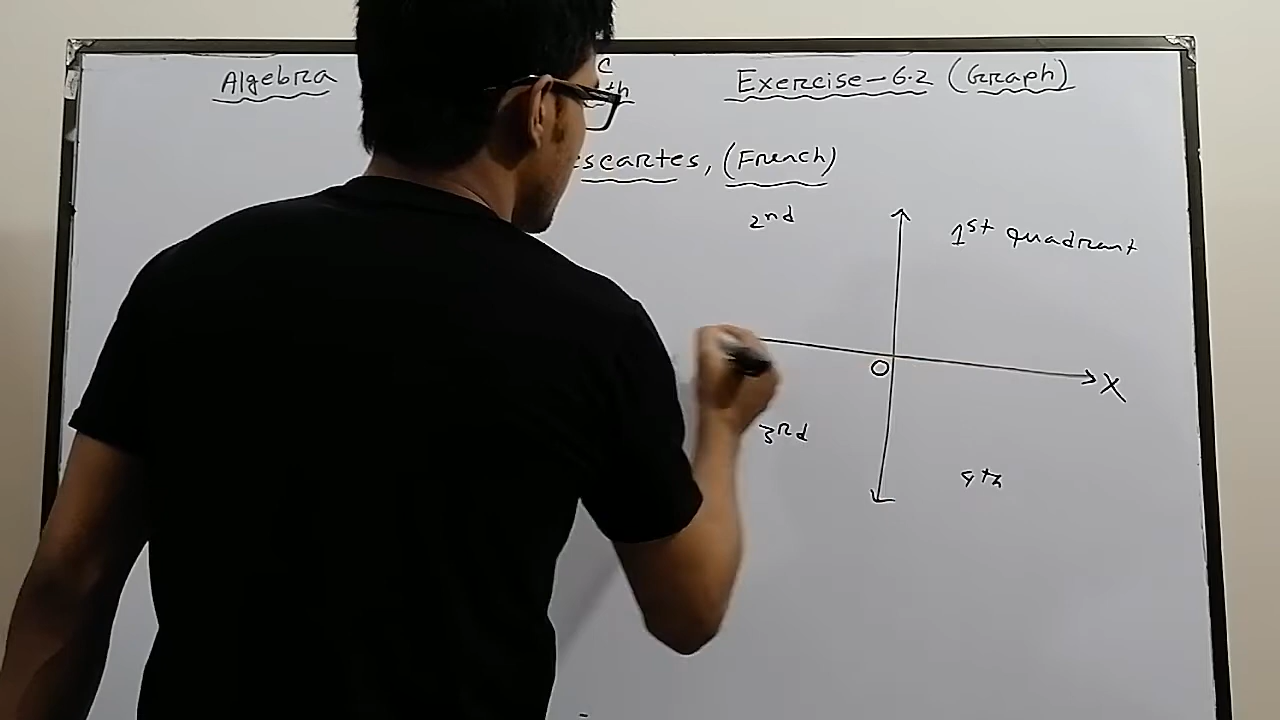 Algebra Exercise-6.2 (Graph)
escartes, (French)
2nd
1st quadrant
O
X
3rd
4th